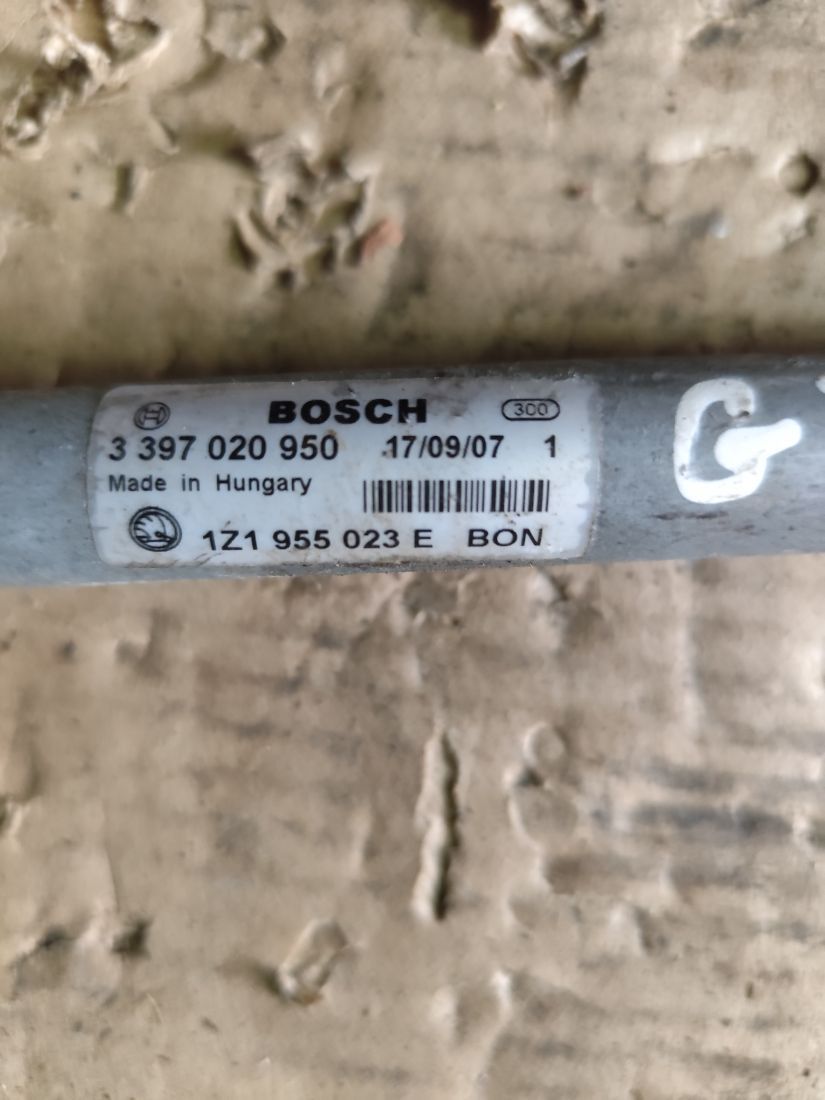 BOSCH 300
3 397 020 950 17/09/07 1
Made in Hungary
1Z1 955 023 E BON
G